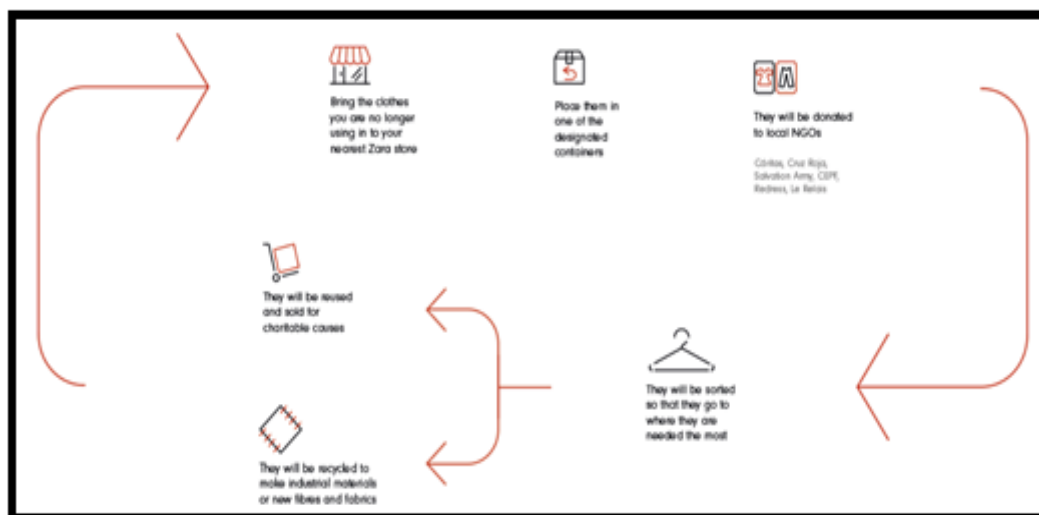 Bring the clothes
you are no longer
using in to your
nearest Zara store
Place them in
one of the
designated
containers
They will be donated
to local NGOs
Cáritas, Cruz Roja,
Salvation Army, CEPF,
Redress, Le Relais
They will be reused
and sold for
charitable causes
They will be sorted
so that they go to
where they are
needed the most
They will be recycled to
make industrial materials
or new fibres and fabrics